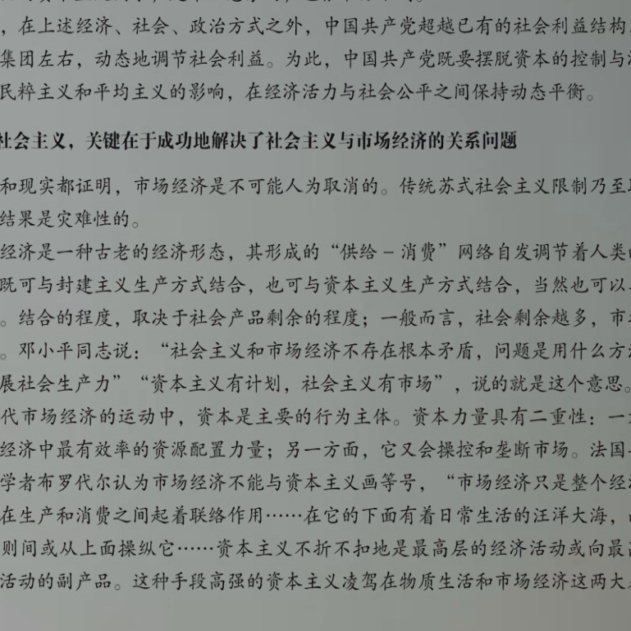 ，在上述经济、社会、政治方式之外，中国共产党超越已有的社会利益结构
集团左右，动态地调节社会利益。为此，中国共产党既要摆脱资本的控制与
民粹主义和平均主义的影响，在经济活力与社会公平之间保持动态平衡。
社会主义，关键在于成功地解决了社会主义与市场经济的关系问题
和现实都证明，市场经济是不可能人为取消的。传统苏式社会主义限制乃至
结果是灾难性的。
经济是一种古老的经济形态，其形成的“供给－消费”网络自发调节着人类
既可与封建主义生产方式结合，也可与资本主义生产方式结合，当然也可以
。结合的程度，取决于社会产品剩余的程度；一般而言，社会剩余越多，市
。邓小平同志说：“社会主义和市场经济不存在根本矛盾，问题是用什么方
展社会生产力”“资本主义有计划，社会主义有市场”，说的就是这个意思。
代市场经济的运动中，资本是主要的行为主体。资本力量具有二重性：一
经济中最有效率的资源配置力量；另一方面，它又会操控和垄断市场。法国
学者布罗代尔认为市场经济不能与资本主义画等号，“市场经济只是整个经
在生产和消费之间起着联络作用……在它的下面有着日常生活的汪洋大海，
则间或从上面操纵它……资本主义不折不扣地是最高层的经济活动或向最
活动的副产品。这种手段高强的资本主义凌驾在物质生活和市场经济这两大